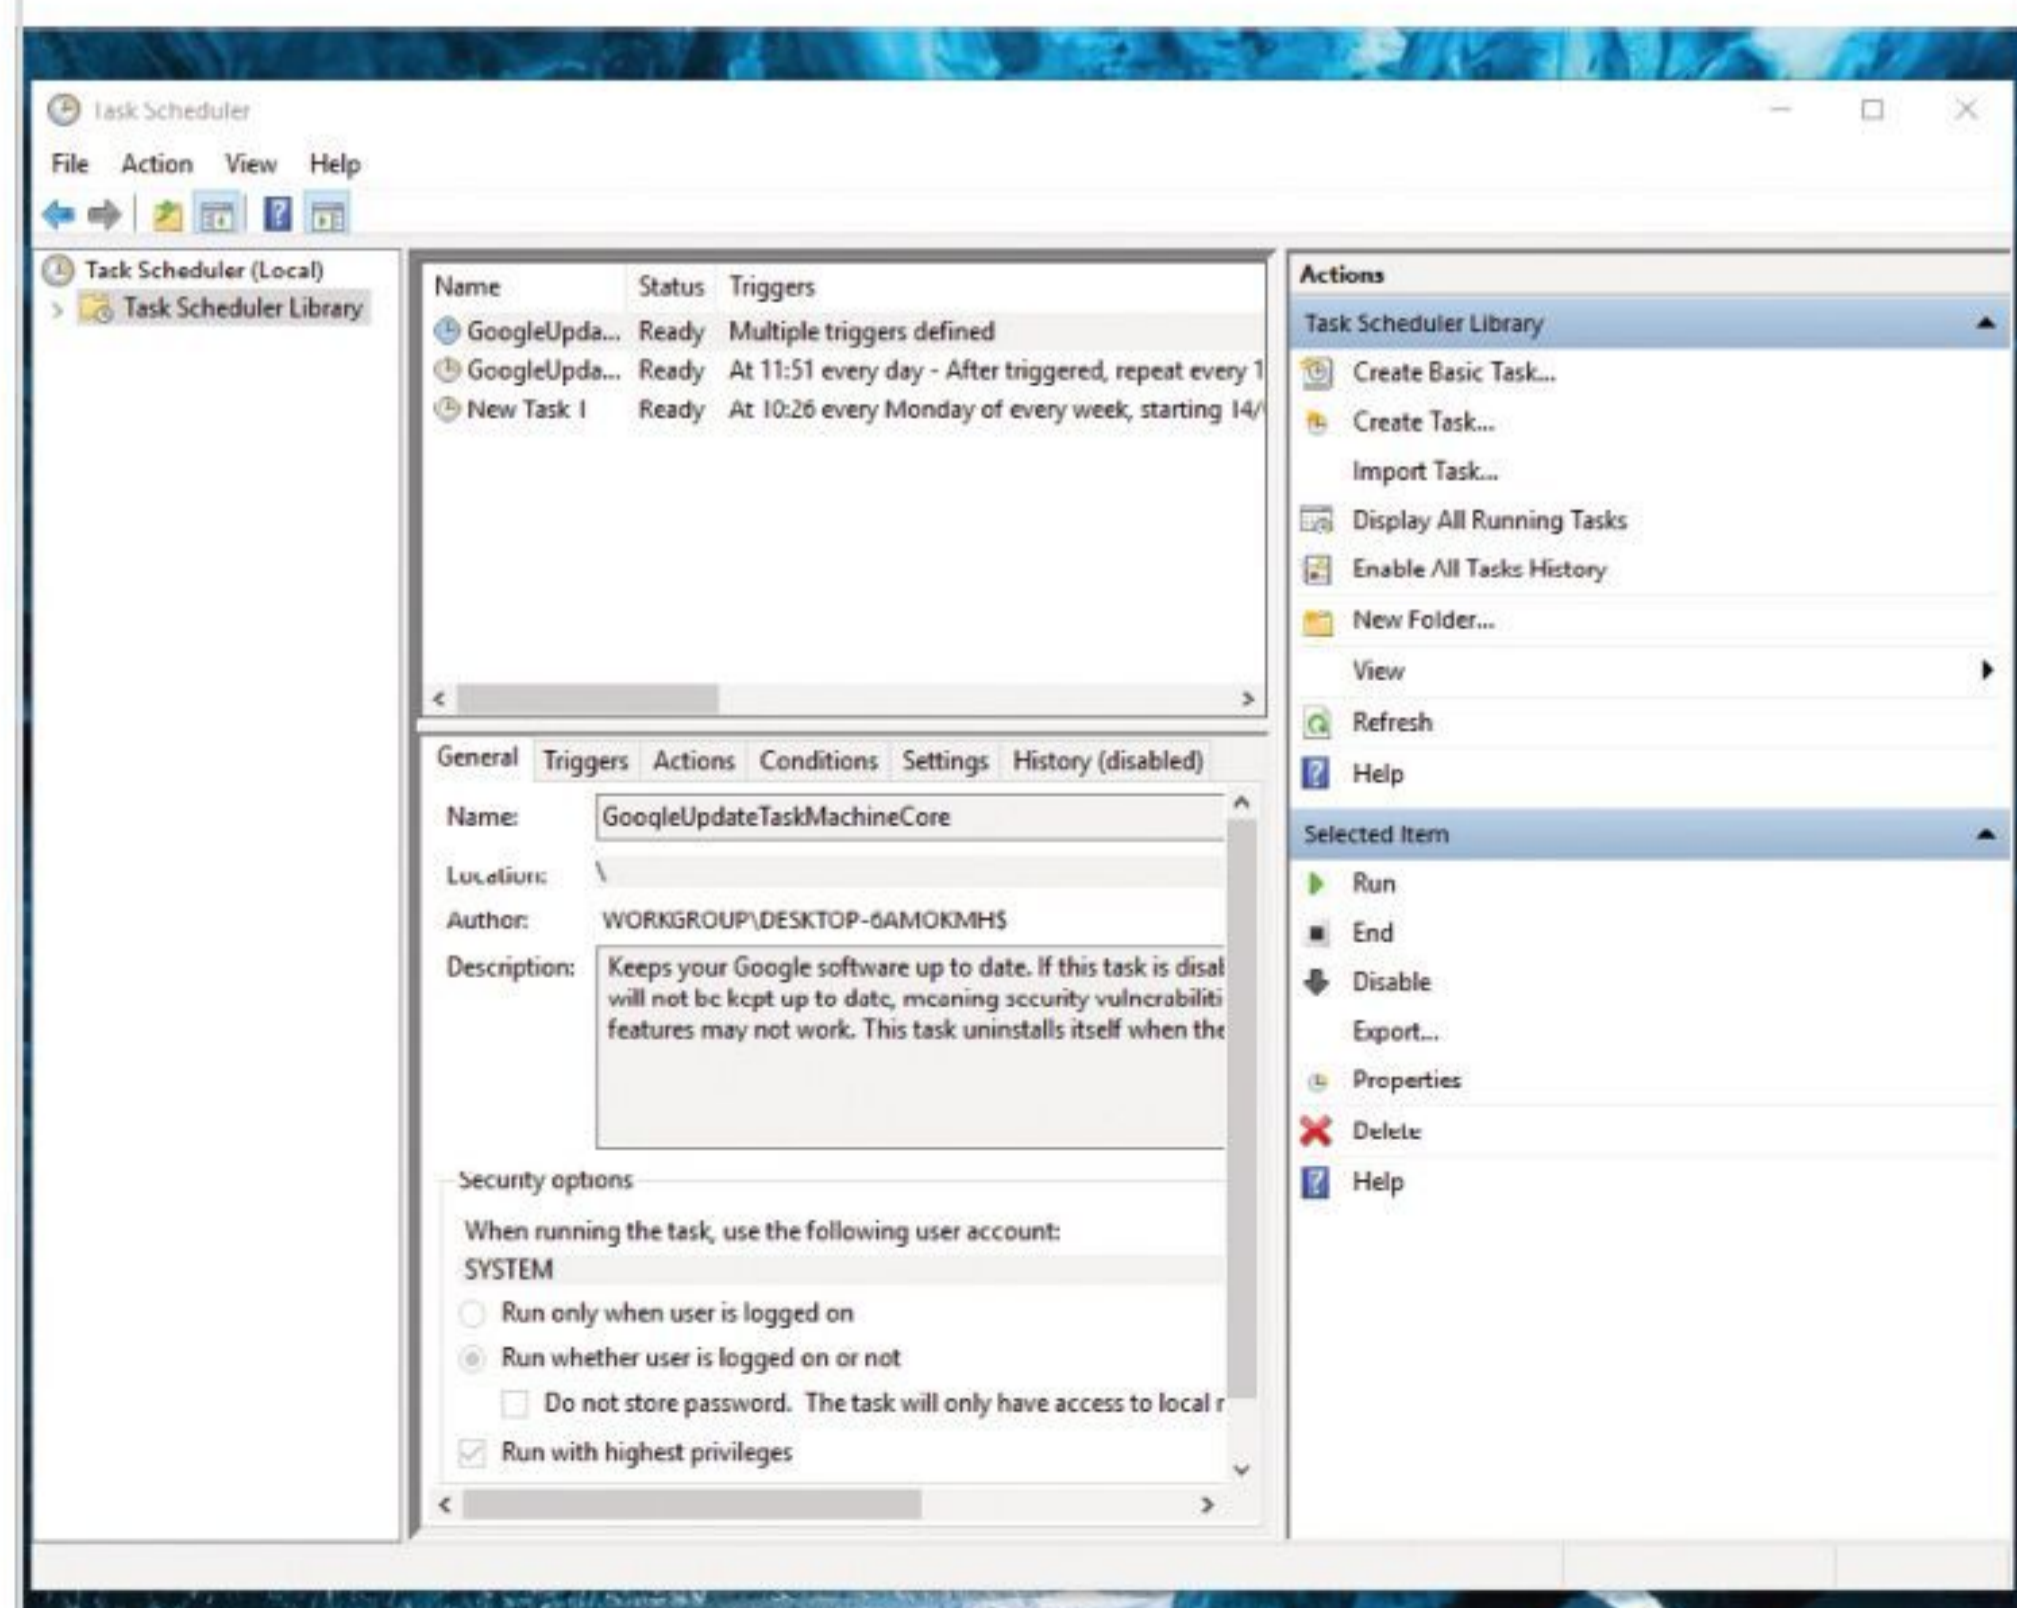 Task Scheduler
File Action View Help
Task Scheduler (Local)
Task Scheduler Library
Name Status Triggers
GoogleUpda... Ready Multiple triggers defined
GoogleUpda... Ready At 11:51 every day - After triggered, repeat every 1
New Task 1 Ready At 10:26 every Monday of every week, starting 14/
General Triggers Actions Conditions Settings History (disabled)
Name: GoogleUpdateTaskMachineCore
Location: \
Author: WORKGROUP\DESKTOP-6AMOKMH$
Description: Keeps your Google software up to date. If this task is disab
will not be kept up to date, meaning security vulnerabiliti
features may not work. This task uninstalls itself when the
Security options
When running the task, use the following user account:
SYSTEM
Run only when user is logged on
Run whether user is logged on or not
Do not store password. The task will only have access to local r
Run with highest privileges
Actions
Task Scheduler Library
Create Basic Task...
Create Task...
Import Task...
Display All Running Tasks
Enable All Tasks History
New Folder...
View
Refresh
Help
Selected Item
Run
End
Disable
Export...
Properties
Delete
Help